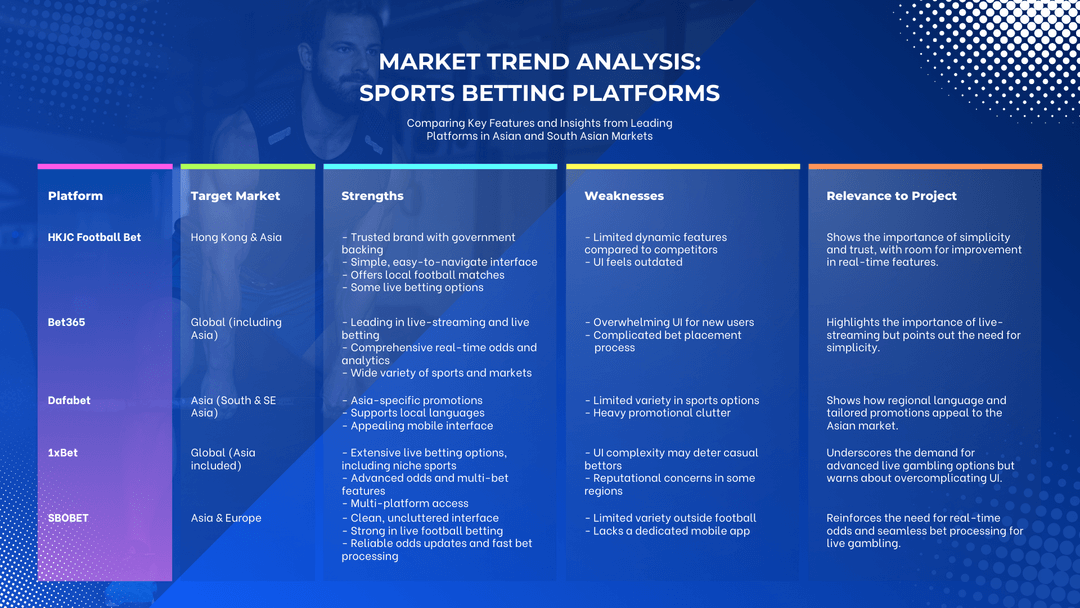 MARKET TREND ANALYSIS:
SPORTS BETTING PLATFORMS
Comparing Key Features and Insights from Leading
Platforms in Asian and South Asian Markets
Platform
Target Market
Strengths
Weaknesses
Relevance to Project
HKJC Football Bet
Hong Kong & Asia
- Trusted brand with government
backing
- Simple, easy-to-navigate interface
- Offers local football matches
- Some live betting options
- Limited dynamic features
compared to competitors
- UI feels outdated
Shows the importance of simplicity
and trust, with room for improvement
in real-time features.
Bet365
Global (including
Asia)
- Leading in live-streaming and live
betting
- Comprehensive real-time odds and
analytics
- Wide variety of sports and markets
- Overwhelming UI for new users
- Complicated bet placement
process
Highlights the importance of live-
streaming but points out the need for
simplicity.
Dafabet
Asia (South & SE
Asia)
- Asia-specific promotions
- Supports local languages
- Appealing mobile interface
- Limited variety in sports options
- Heavy promotional clutter
Shows how regional language and
tailored promotions appeal to the
Asian market.
1xBet
Global (Asia
included)
- Extensive live betting options,
including niche sports
- Advanced odds and multi-bet
features
- Multi-platform access
- UI complexity may deter casual
bettors
- Reputational concerns in some
regions
Underscores the demand for
advanced live gambling options but
warns about overcomplicating UI.
SBOBET
Asia & Europe
- Clean, uncluttered interface
- Strong in live football betting
- Reliable odds updates and fast bet
processing
- Limited variety outside football
- Lacks a dedicated mobile app
Reinforces the need for real-time
odds and seamless bet processing for
live gambling.